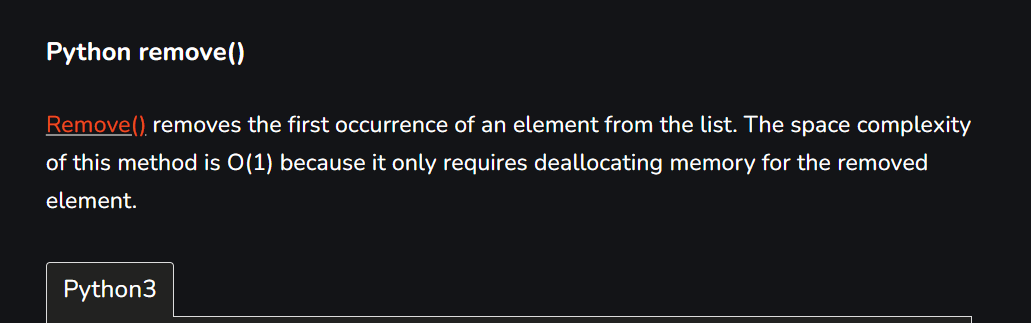 Python remove()
Remove() removes the first occurrence of an element from the list. The space complexity
of this method is O(1) because it only requires deallocating memory for the removed
element.
Python3